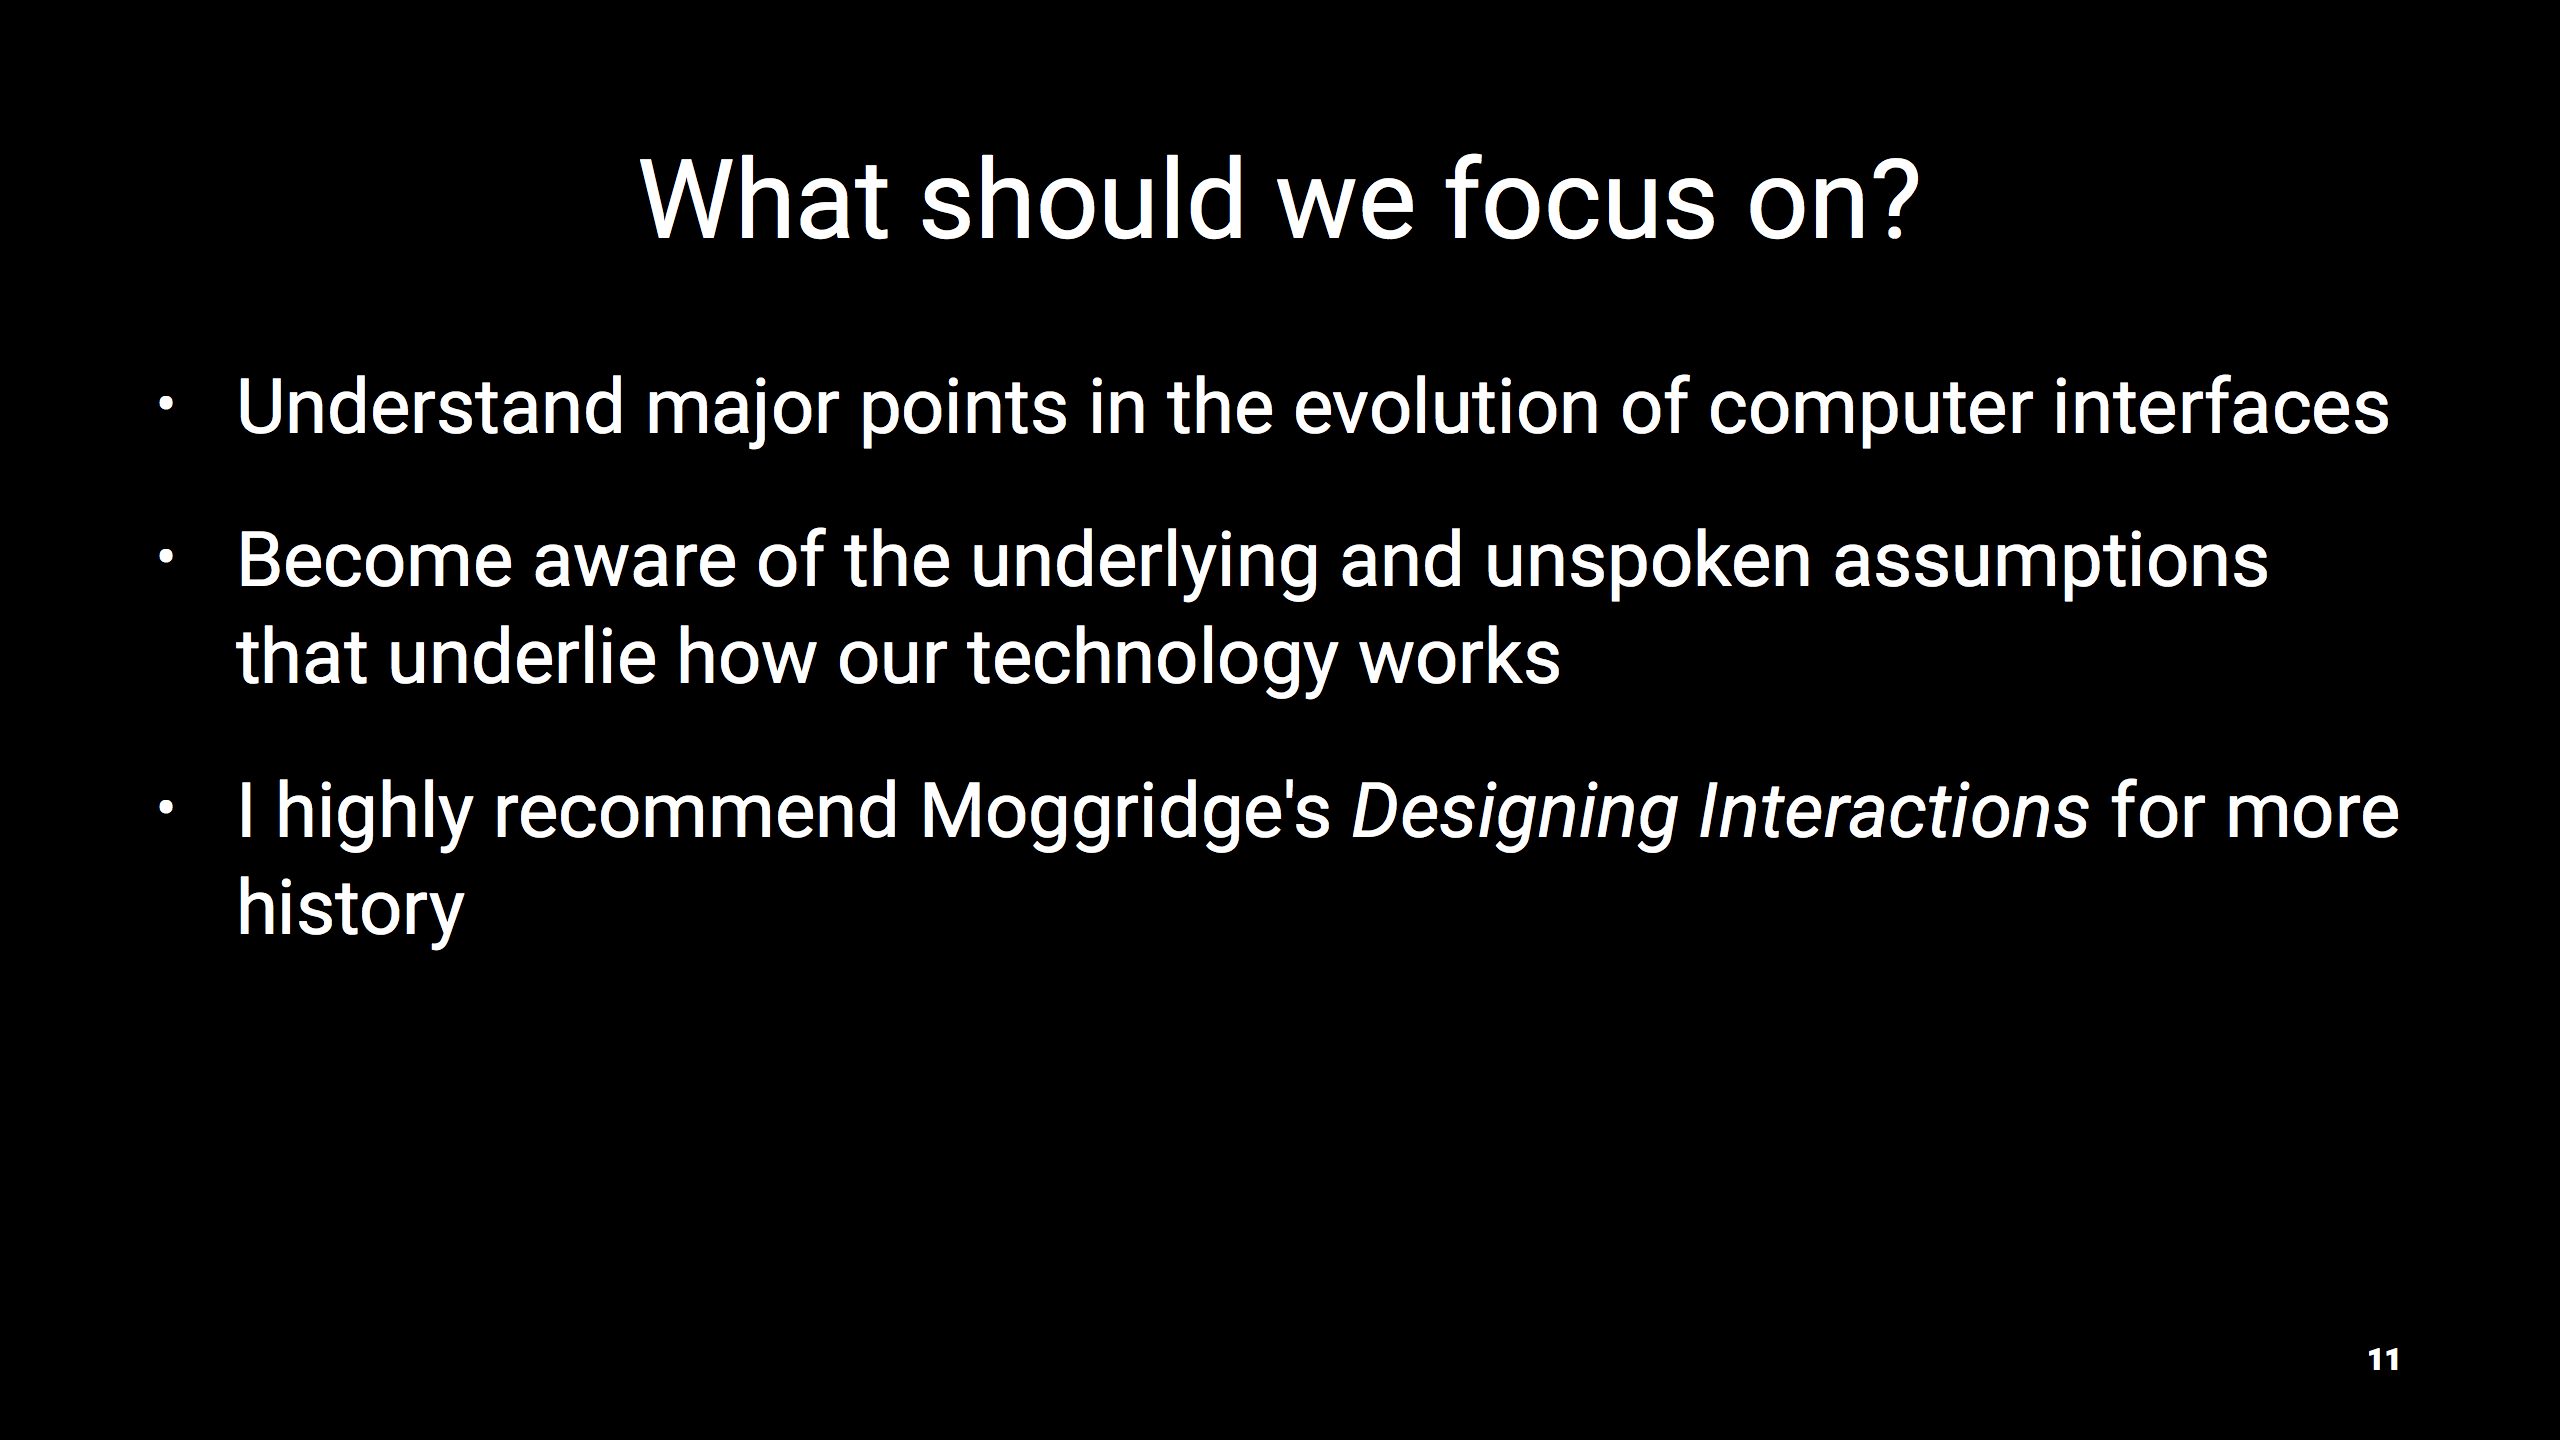 What should we focus on?
• Understand major points in the evolution of computer interfaces
• Become aware of the underlying and unspoken assumptions
that underlie how our technology works
• I highly recommend Moggridge's Designing Interactions for more
history
11